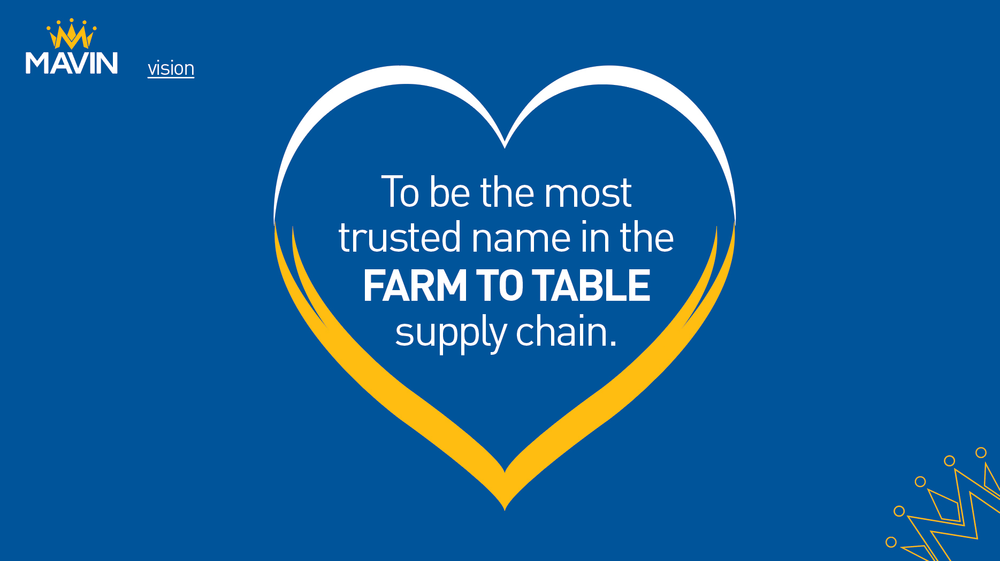 MAVIN
vision
To be the most
trusted name in the
FARM TO TABLE
supply chain.